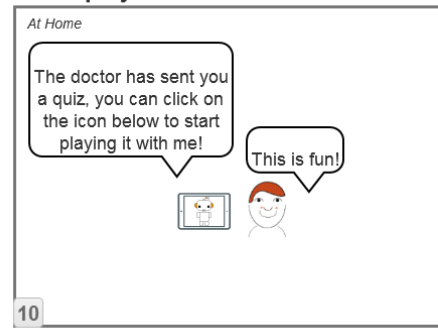 At Home
The doctor has sent you
a quiz, you can click on
the icon below to start
playing it with me!
This is fun!
10